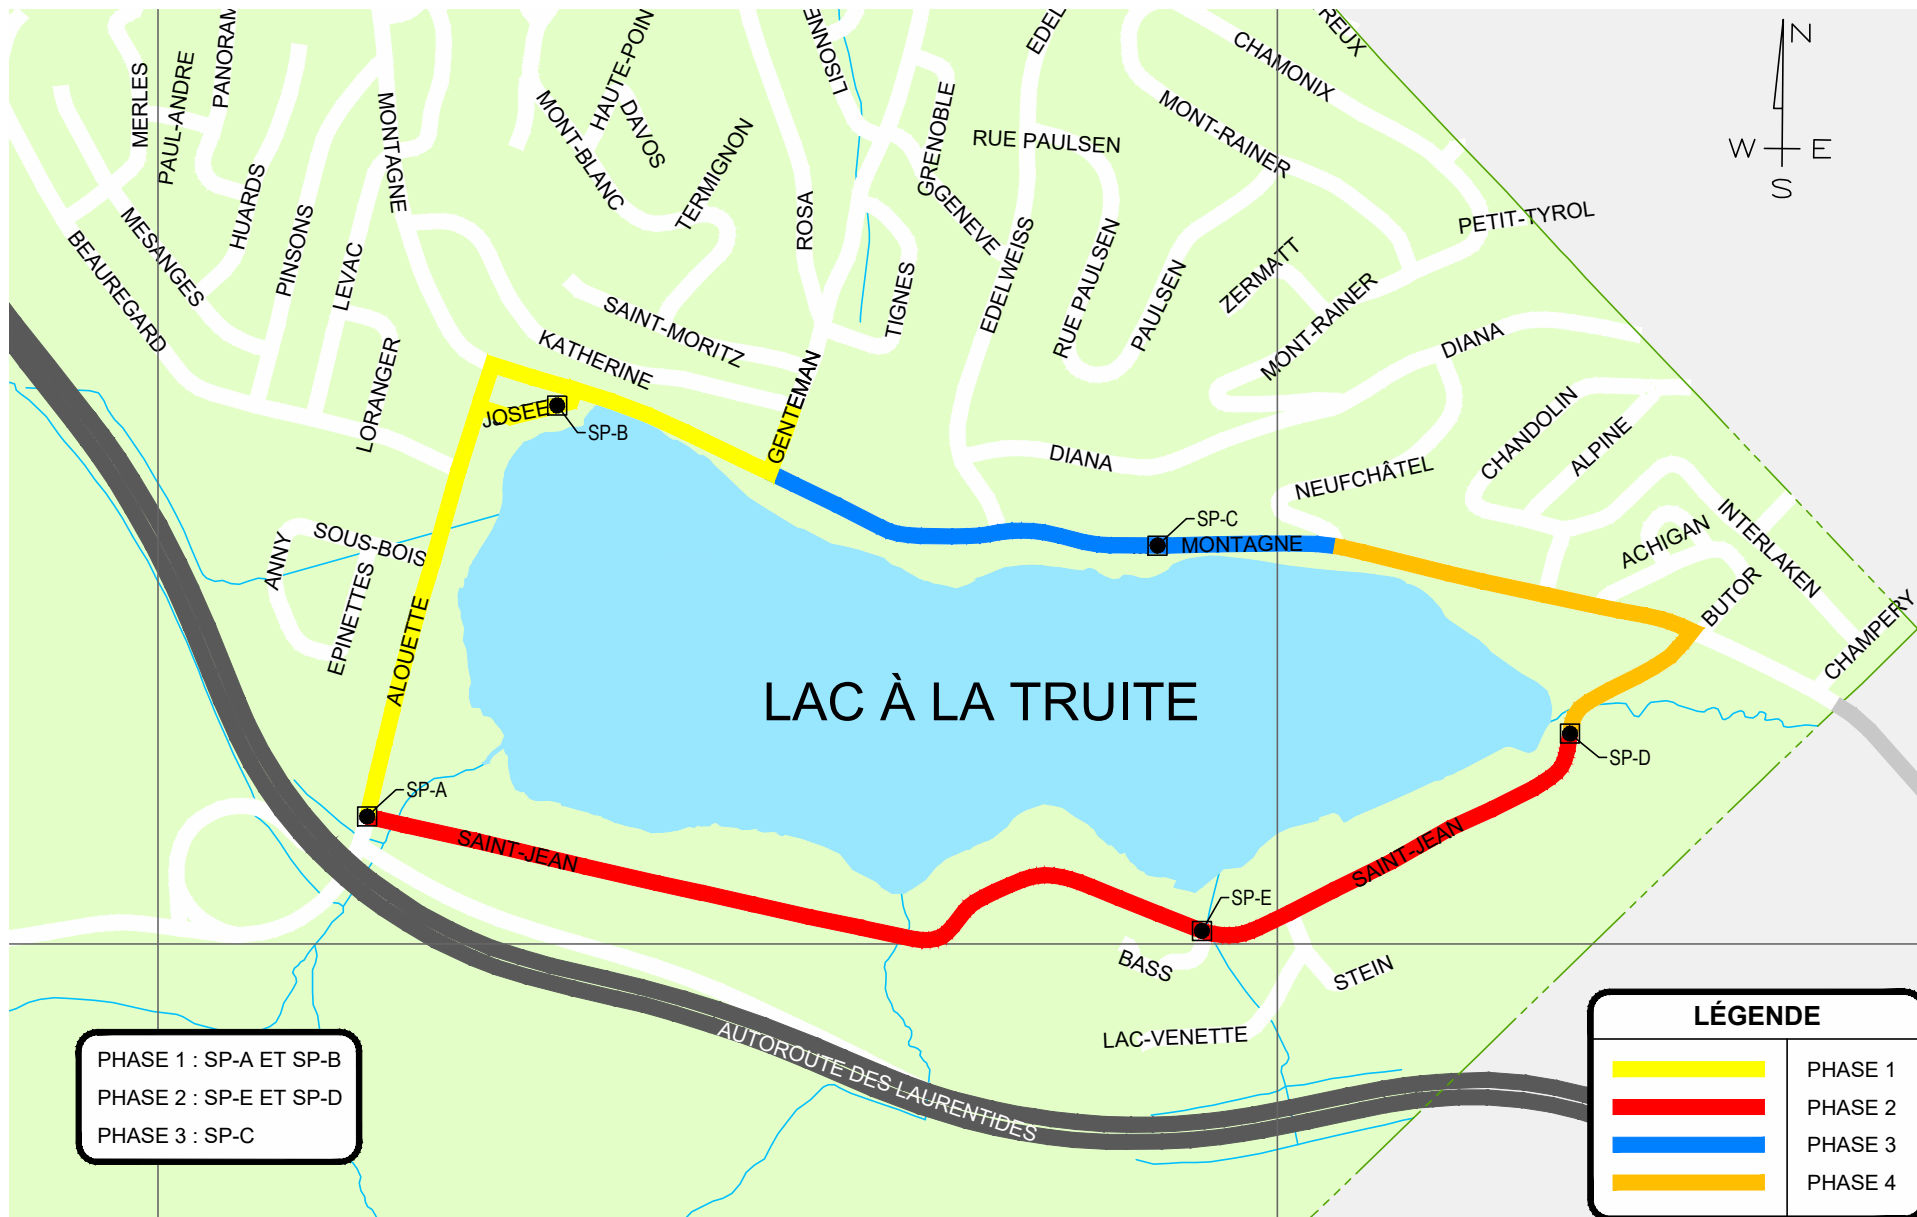 MERLES
PAUL-ANDRE
PANORAM
MONTAGNE
HAUTE-POIN
MONT-BLANC
DAVOS
TERMIGNON
LISONNE
GRENOBLE
EDEL
RUE PAULSEN
CHAMONIX
REUX
MONT-RAINER
N
W E
S
PETIT-TYROL
MESANGES
HUARDS
PINSONS
LEVAC
BEAUREGARD
LORANGER
ROSA
GENEVE
TIGNES
EDELWEISS
RUE PAULSEN
PAULSEN
ZERMATT
MONT-RAINER
DIANA
SAINT-MORITZ
KATHERINE
GENTEMAN
JOSEE
SP-B
DIANA
NEUFCHÂTEL
CHANDOLIN
ALPINE
INTERLAKEN
ACHIGAN
BUTOR
CHAMPERY
SOUS-BOIS
ANNY
EPINETTES
ALOUETTE
SP-C
MONTAGNE
LAC À LA TRUITE
SP-D
SP-A
SAINT-JEAN
SAINT-JEAN
SP-E
BASS
STEIN
LAC-VENETTE
AUTOROUTE DES LAURENTIDES
PHASE 1 : SP-A ET SP-B
PHASE 2 : SP-E ET SP-D
PHASE 3 : SP-C
LÉGENDE
PHASE 1
PHASE 2
PHASE 3
PHASE 4